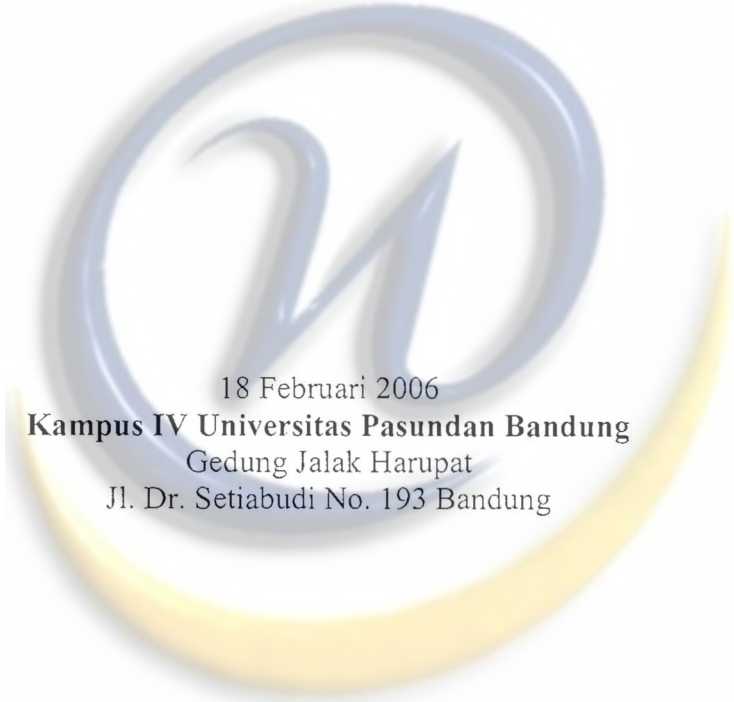 18 Februari 2006
Kampus IV Universitas Pasundan Bandung
Gedung Jalak Harupat
Jl. Dr. Setiabudi No. 193 Bandung